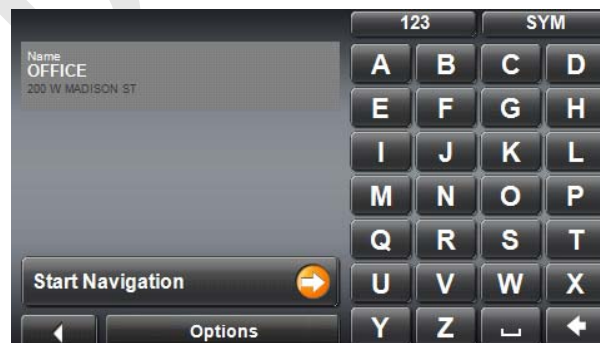 Name
OFFICE
200 W MADISON ST
Start Navigation
Options
123 SYM
A B C D
E F G H
I J K L
M N O P
Q R S T
U V W X
Y Z